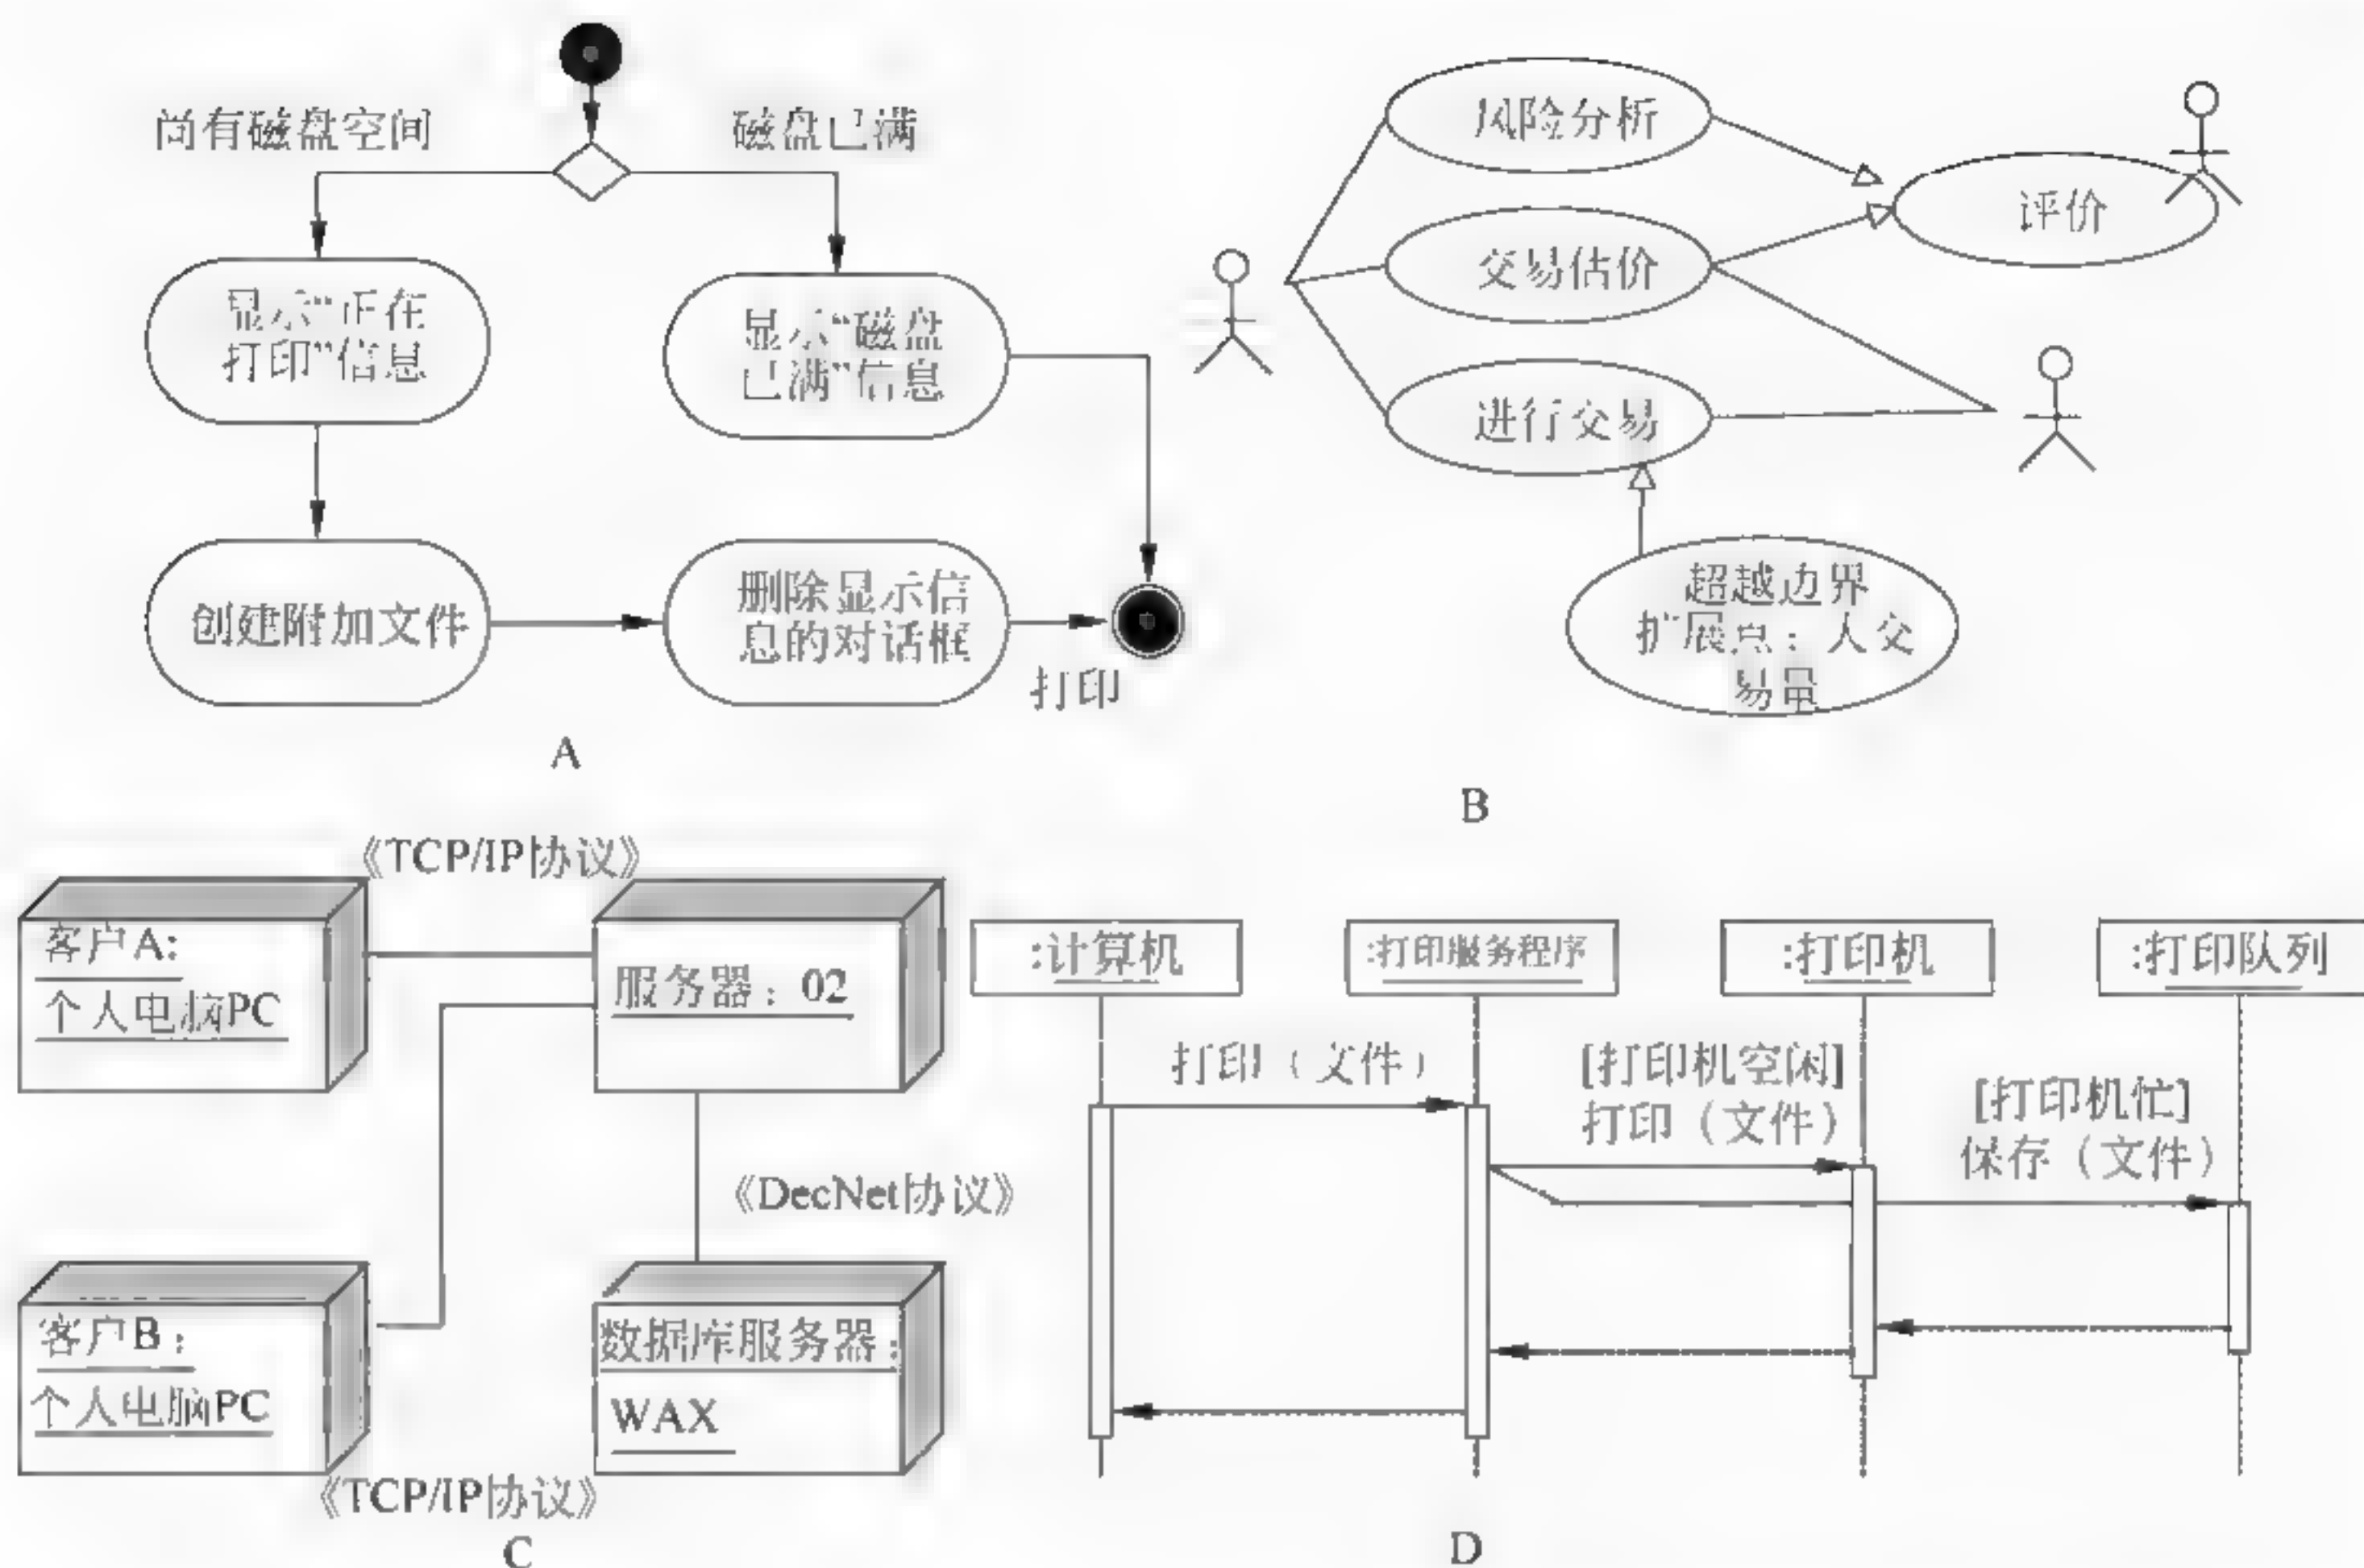 尚有磁盘空间
磁盘已满
显示“正在
打印”信息
显示“磁盘
已满”信息
创建附加文件
删除显示信
息的对话框
打印
A
风险分析
交易估价
进行交易
评价
超越边界
扩展点：人交
易量
B
《TCP/IP协议》
客户A:
个人电脑PC
服务器：02
《DecNet协议》
客户B：
个人电脑PC
数据库服务器：
WAX
《TCP/IP协议》
C
:计算机
:打印服务程序
:打印机
:打印队列
打印（文件）
[打印机空闲]
打印（文件）
[打印机忙]
保存（文件）
D